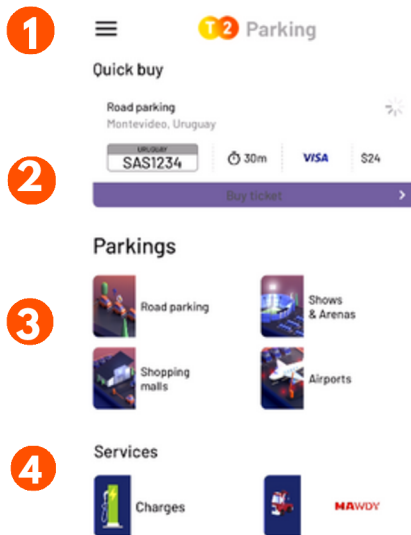 1
T2 Parking
Quick buy
Road parking
Montevideo, Uruguay
URUGUAY
SAS1234
30m
VISA
$24
2
Buy ticket
Parkings
3
Road parking
Shows
& Arenas
Shopping
malls
Airports
4
Services
Charges
MAWDY